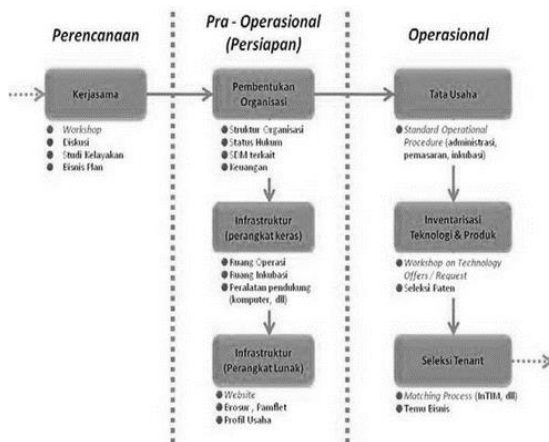 Perencanaan
Kerjasama
Workshop
Diskusi
Studi Kelayakan
Bisnis Plan
Pra - Operasional
(Persiapan)
Pembentukan
Organisasi
Struktur Organisasi
Status Hukum
SDM terkait
Keuangan
Infrastruktur
(perangkat keras)
Ruang Operasi
Ruang Inkubasi
Peralatan pendukung
(komputer, dll)
Infrastruktur
(Perangkat Lunak)
Website
Brosur, Pamflet
Profil Usaha
Operasional
Tata Usaha
Standard Operational
Procedure (administrasi,
pemasaran, inkubasi)
Inventarisasi
Teknologi & Produk
Workshop on Technology
Offers / Request
Seleksi Paten
Seleksi Tenant
Matching Process (InTIM, dll)
Temu Bisnis